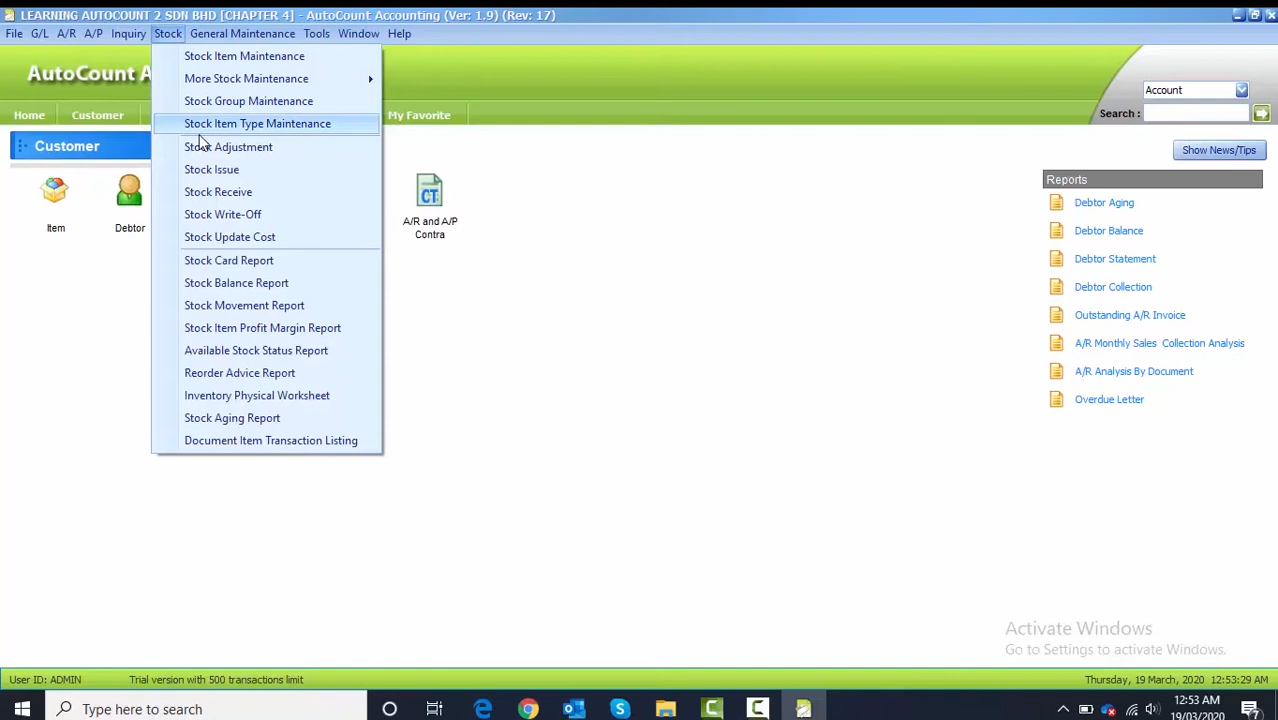 LEARNING AUTOCOUNT 2 SDN BHD [CHAPTER 4] - AutoCount Accounting (Ver: 1.9) (Rev: 17)
File G/L A/R A/P Inquiry Stock General Maintenance Tools Window Help
AutoCount A
Account
Search :
Home Customer My Favorite
Stock Item Maintenance
More Stock Maintenance
Stock Group Maintenance
Stock Item Type Maintenance
Stock Adjustment
Stock Issue
Stock Receive
Stock Write-Off
Stock Update Cost
Stock Card Report
Stock Balance Report
Stock Movement Report
Stock Item Profit Margin Report
Available Stock Status Report
Reorder Advice Report
Inventory Physical Worksheet
Stock Aging Report
Document Item Transaction Listing
Customer
Item
Debtor
CT
A/R and A/P
Contra
Show News/Tips
Reports
Debtor Aging
Debtor Balance
Debtor Statement
Debtor Collection
Outstanding A/R Invoice
A/R Monthly Sales Collection Analysis
A/R Analysis By Document
Overdue Letter
Activate Windows
Go to Settings to activate Windows.
User ID: ADMIN Trial version with 500 transactions limit Thursday, 19 March, 2020 12:53:29 AM
Type here to search
12:53 AM
19/03/2020
7